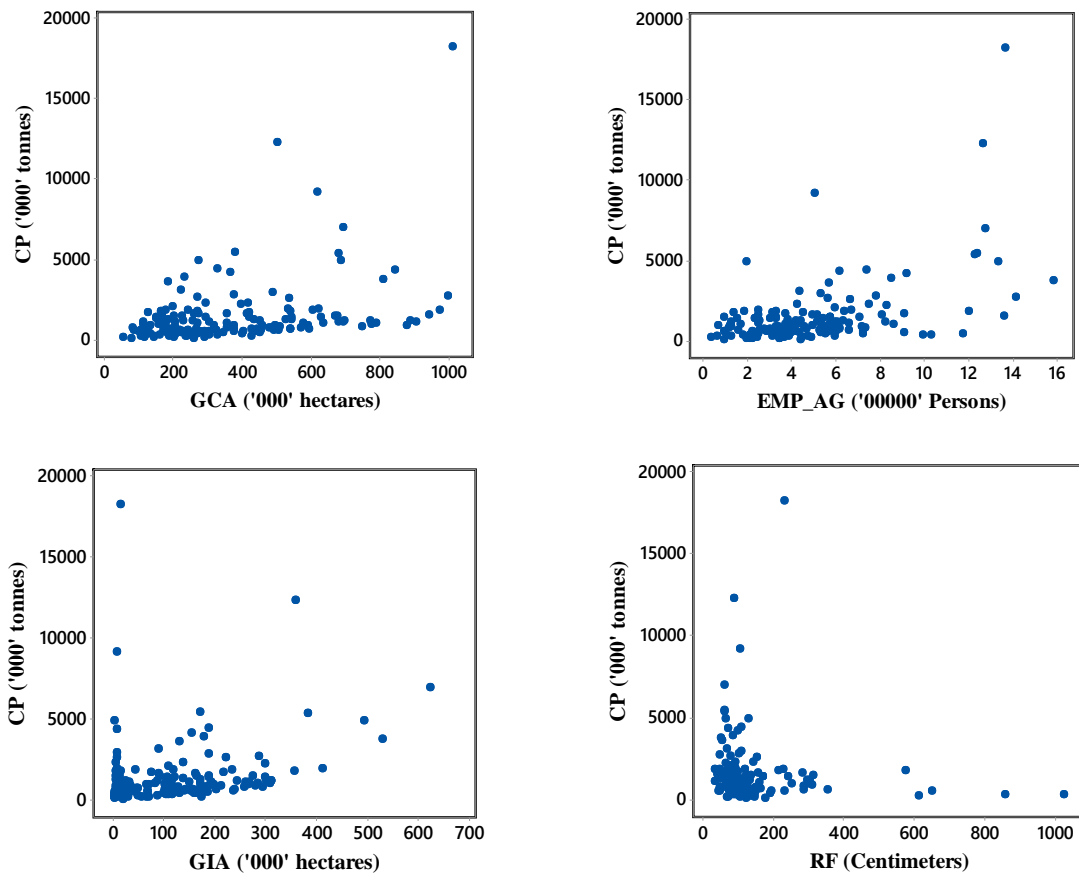 20000
15000
10000
5000
0
CP ('000' tonnes)
0 200 400 600 800 1000
GCA ('000' hectares)
20000
15000
10000
5000
0
CP ('000' tonnes)
0 2 4 6 8 10 12 14 16
EMP_AG ('00000' Persons)
20000
15000
10000
5000
0
CP ('000' tonnes)
0 100 200 300 400 500 600 700
GIA ('000' hectares)
20000
15000
10000
5000
0
CP ('000' tonnes)
0 200 400 600 800 1000
RF (Centimeters)